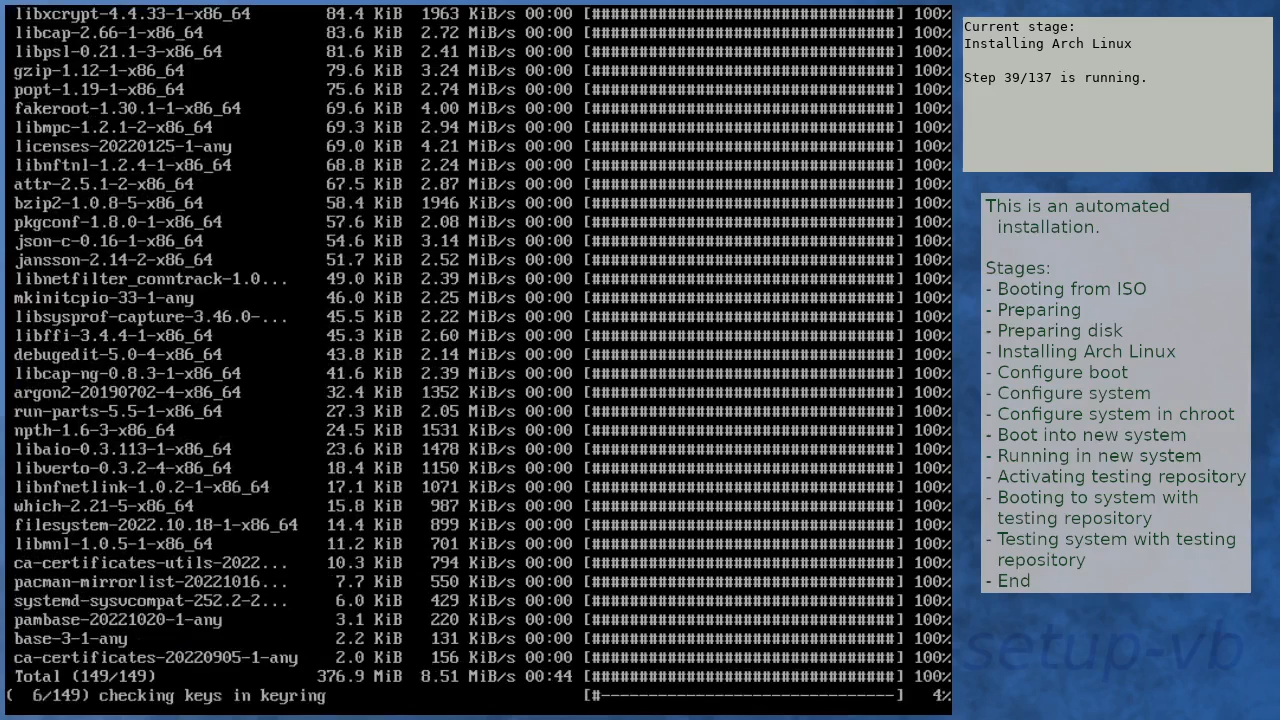 libxcrypt-4.4.33-1-x86_64 84.4 KiB 1963 KiB/s 00:00 [################################] 100%
libcap-2.66-1-x86_64 83.6 KiB 2.72 MiB/s 00:00 [################################] 100%
libpsl-0.21.1-3-x86_64 81.6 KiB 2.41 MiB/s 00:00 [################################] 100%
gzip-1.12-1-x86_64 79.6 KiB 3.24 MiB/s 00:00 [################################] 100%
popt-1.19-1-x86_64 75.6 KiB 2.74 MiB/s 00:00 [################################] 100%
fakeroot-1.30.1-1-x86_64 69.6 KiB 4.00 MiB/s 00:00 [################################] 100%
libmpc-1.2.1-2-x86_64 69.3 KiB 2.94 MiB/s 00:00 [################################] 100%
licenses-20220125-1-any 69.0 KiB 4.21 MiB/s 00:00 [################################] 100%
libnftnl-1.2.4-1-x86_64 68.8 KiB 2.24 MiB/s 00:00 [################################] 100%
attr-2.5.1-2-x86_64 67.5 KiB 2.87 MiB/s 00:00 [################################] 100%
bzip2-1.0.8-5-x86_64 58.4 KiB 1946 KiB/s 00:00 [################################] 100%
pkgconf-1.8.0-1-x86_64 57.6 KiB 2.08 MiB/s 00:00 [################################] 100%
json-c-0.16-1-x86_64 54.6 KiB 3.14 MiB/s 00:00 [################################] 100%
jansson-2.14-2-x86_64 51.7 KiB 2.52 MiB/s 00:00 [################################] 100%
libnetfilter_conntrack-1.0... 49.0 KiB 2.39 MiB/s 00:00 [################################] 100%
mkinitcpio-33-1-any 46.0 KiB 2.25 MiB/s 00:00 [################################] 100%
libsysprof-capture-3.46.0-... 45.5 KiB 2.22 MiB/s 00:00 [################################] 100%
libffi-3.4.4-1-x86_64 45.3 KiB 2.60 MiB/s 00:00 [################################] 100%
debugedit-5.0-4-x86_64 43.8 KiB 2.14 MiB/s 00:00 [################################] 100%
libcap-ng-0.8.3-1-x86_64 41.6 KiB 2.39 MiB/s 00:00 [################################] 100%
argon2-20190702-4-x86_64 32.4 KiB 1352 KiB/s 00:00 [################################] 100%
run-parts-5.5-1-x86_64 27.3 KiB 2.05 MiB/s 00:00 [################################] 100%
npth-1.6-3-x86_64 24.5 KiB 1531 KiB/s 00:00 [################################] 100%
libaio-0.3.113-1-x86_64 23.6 KiB 1478 KiB/s 00:00 [################################] 100%
libverto-0.3.2-4-x86_64 18.4 KiB 1150 KiB/s 00:00 [################################] 100%
libnfnetlink-1.0.2-1-x86_64 17.1 KiB 1071 KiB/s 00:00 [################################] 100%
which-2.21-5-x86_64 15.8 KiB 987 KiB/s 00:00 [################################] 100%
filesystem-2022.10.18-1-x86_64 14.4 KiB 899 KiB/s 00:00 [################################] 100%
libmnl-1.0.5-1-x86_64 11.2 KiB 701 KiB/s 00:00 [################################] 100%
ca-certificates-utils-2022... 10.3 KiB 794 KiB/s 00:00 [################################] 100%
pacman-mirrorlist-20221016... 7.7 KiB 550 KiB/s 00:00 [################################] 100%
systemd-sysvcompat-252.2-2... 6.0 KiB 429 KiB/s 00:00 [################################] 100%
pambase-20221020-1-any 3.1 KiB 220 KiB/s 00:00 [################################] 100%
base-3-1-any 2.2 KiB 131 KiB/s 00:00 [################################] 100%
ca-certificates-20220905-1-any 2.0 KiB 156 KiB/s 00:00 [################################] 100%
Total (149/149) 376.9 MiB 8.51 MiB/s 00:44 [################################] 100%
( 6/149) checking keys in keyring [#-------------------------------] 4%
Current stage:
Installing Arch Linux
Step 39/137 is running.
This is an automated
installation.
Stages:
- Booting from ISO
- Preparing
- Preparing disk
- Installing Arch Linux
- Configure boot
- Configure system
- Configure system in chroot
- Boot into new system
- Running in new system
- Activating testing repository
- Booting to system with
testing repository
- Testing system with testing
repository
- End
setup-vb